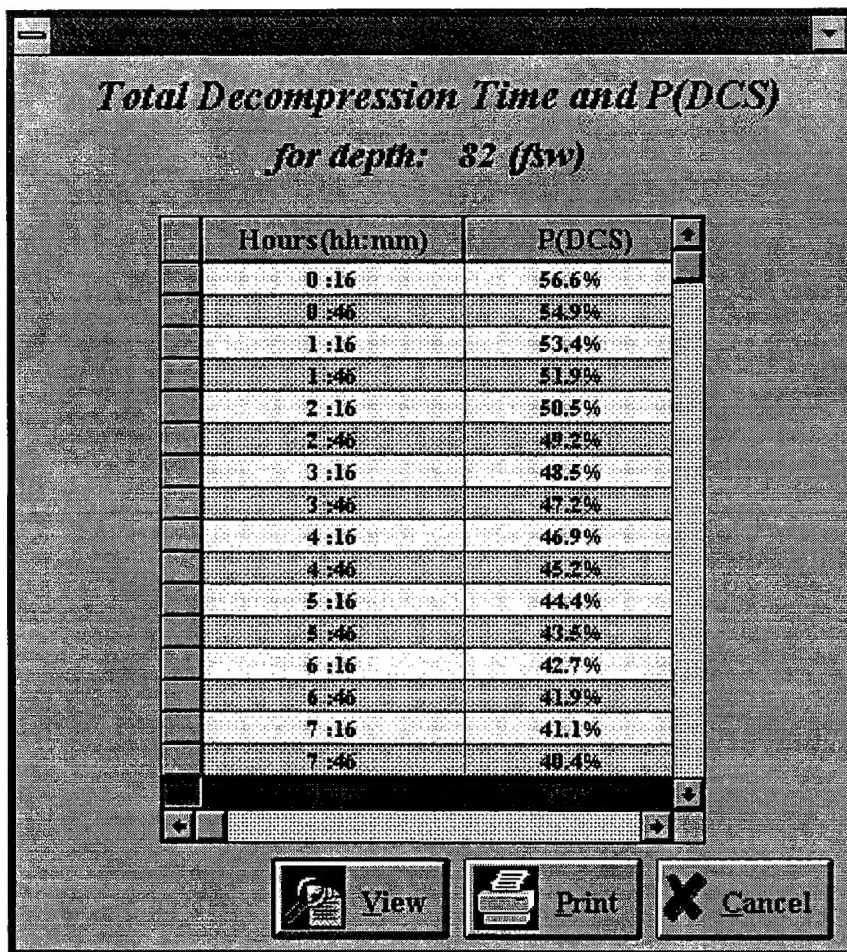 Total Decompression Time and P(DCS)
for depth: 82 (fsw)
Hours(hh:mm) P(DCS)
0 :16 56.6%
0 :46 54.9%
1 :16 53.4%
1 :46 51.9%
2 :16 50.5%
2 :46 49.2%
3 :16 48.5%
3 :46 47.2%
4 :16 46.9%
4 :46 45.2%
5 :16 44.4%
5 :46 43.5%
6 :16 42.7%
6 :46 41.9%
7 :16 41.1%
7 :46 40.4%
View Print Cancel